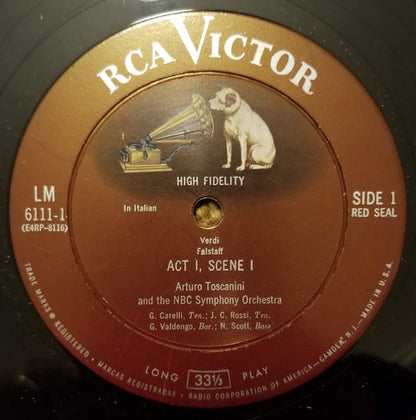 RCA VICTOR
HIGH FIDELITY
LM
6111-1
(E4RP-8116)
In Italian
SIDE 1
RED SEAL
Verdi
Falstaff
ACT I, SCENE I
Arturo Toscanini
and the NBC Symphony Orchestra
G. Carelli, Ten.; J. C. Rossi, Ten.
G. Valdengo, Bar.; N. Scott, Bass
LONG 33⅓ PLAY
TRADE MARKS ® REGISTERED • MARCAS REGISTRADAS • RADIO CORPORATION OF AMERICA—CAMDEN, N. J.—MADE IN U.S.A.